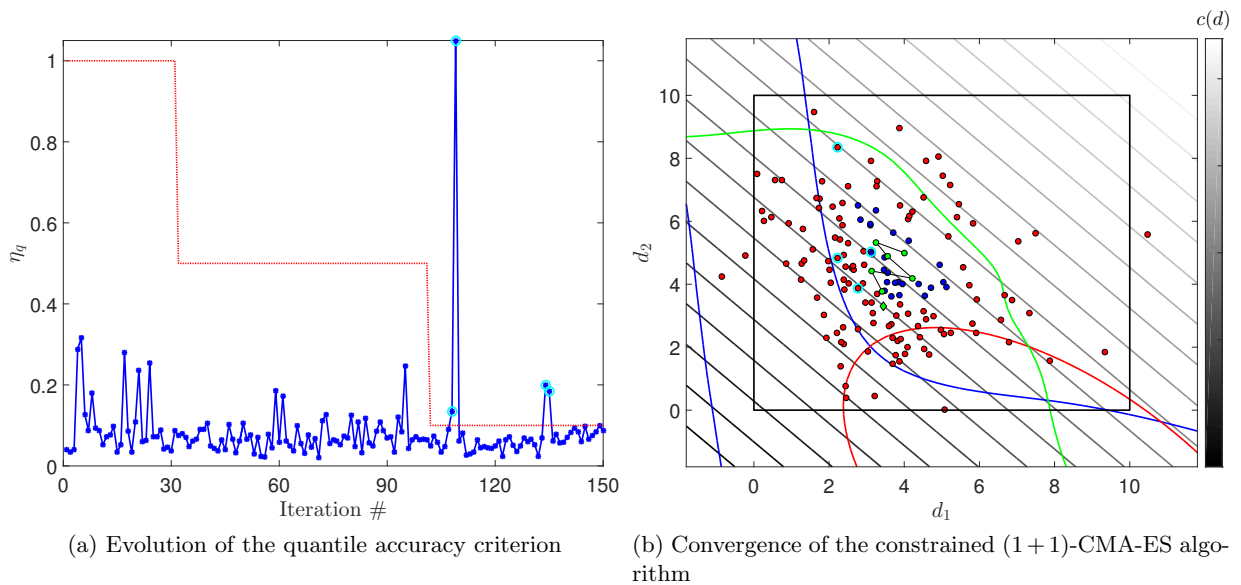 1
0.8
0.6
0.4
0.2
0
η_q
0 30 60 90 120 150
Iteration #
(a) Evolution of the quantile accuracy criterion
c(d)
10
8
6
4
2
0
d_2
0 2 4 6 8 10
d_1
(b) Convergence of the constrained (1+1)-CMA-ES algo-
rithm